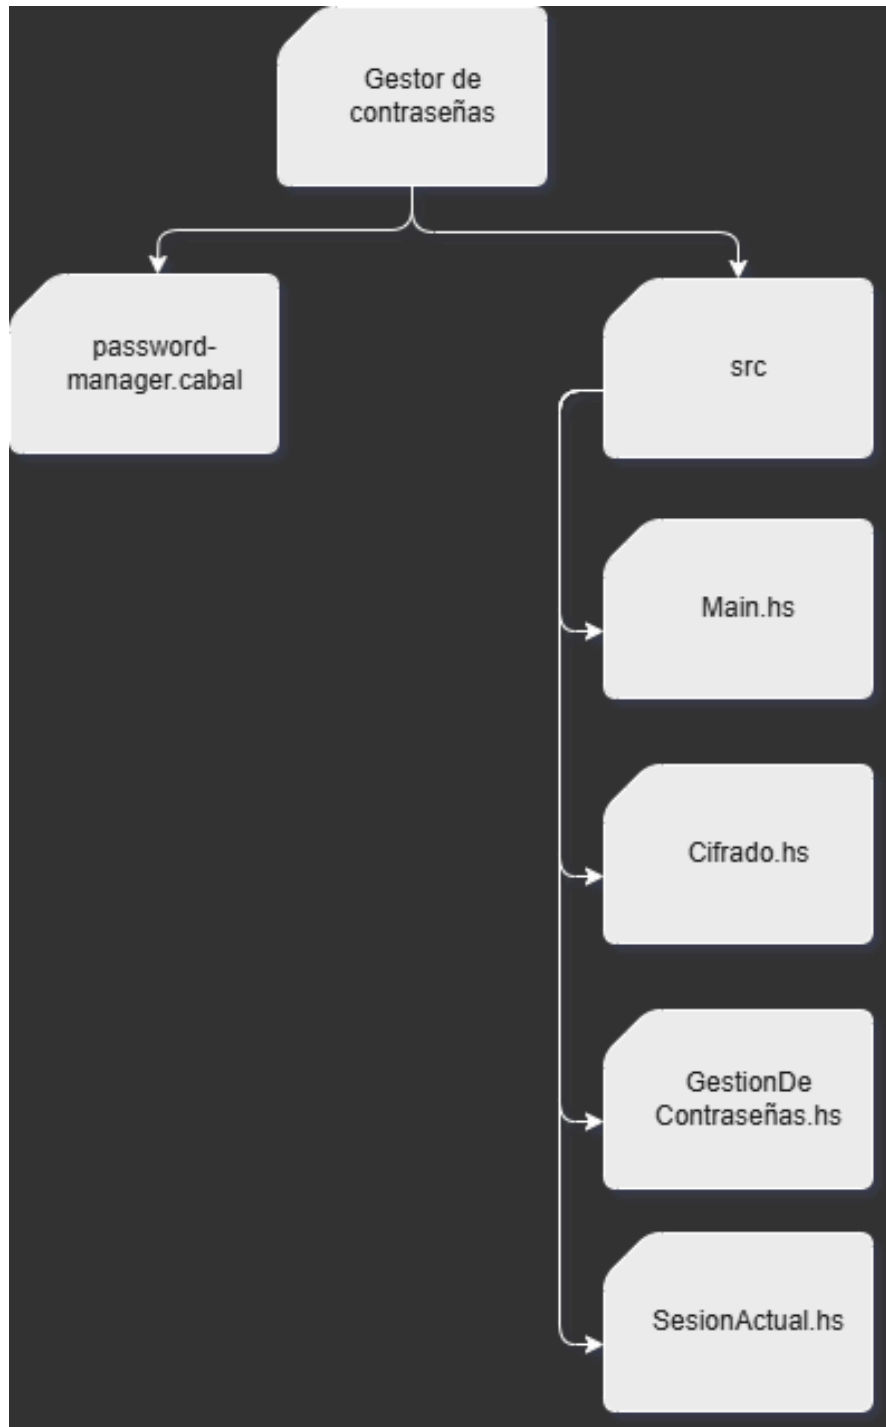 Gestor de
contraseñas
password-
manager.cabal
src
Main.hs
Cifrado.hs
GestionDe
Contraseñas.hs
SesionActual.hs